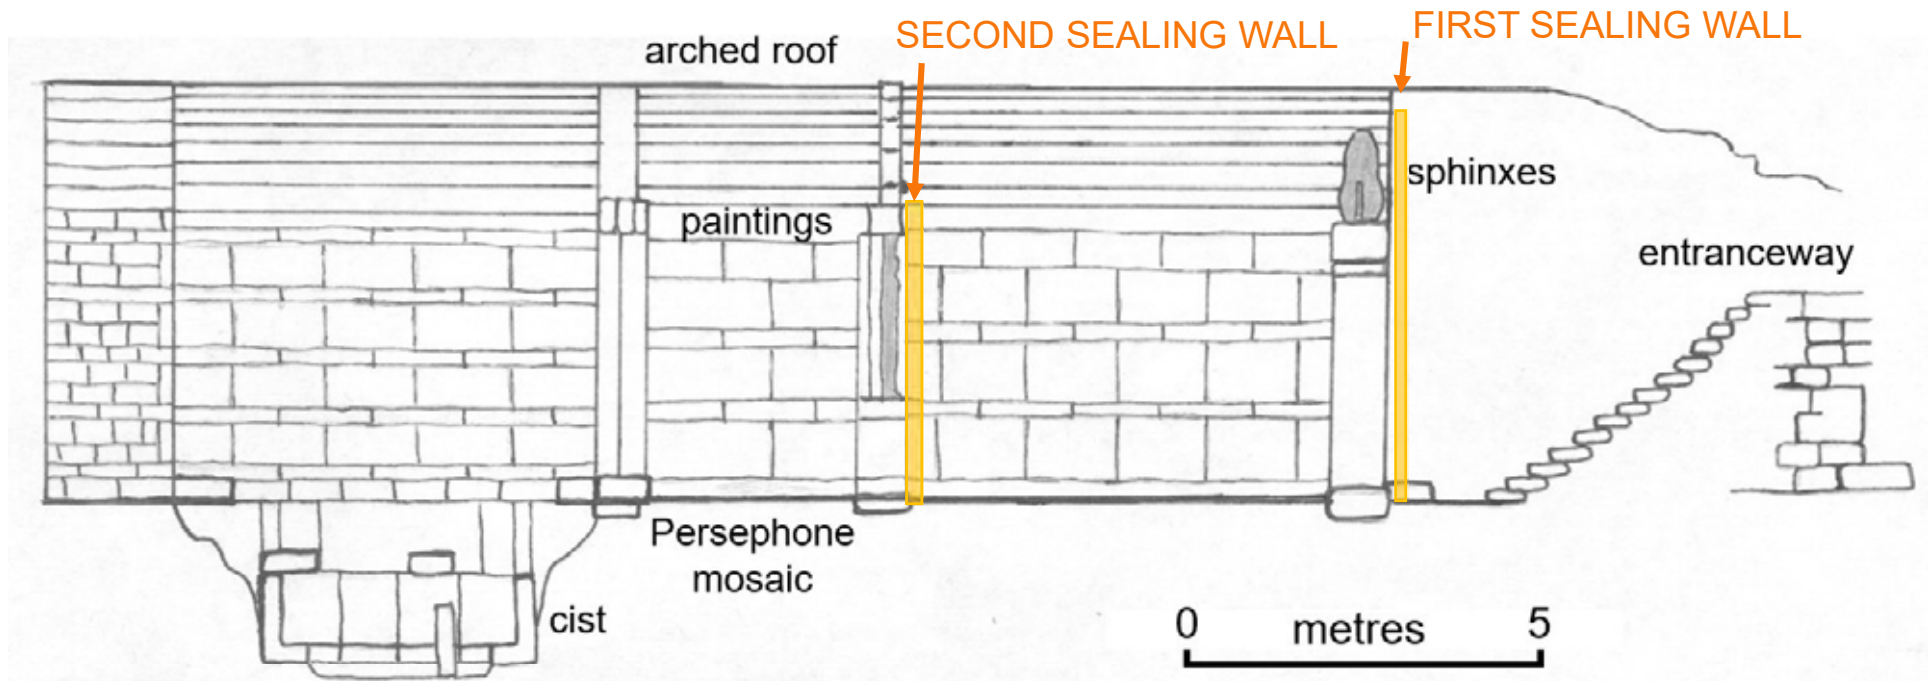 FIRST SEALING WALL
SECOND SEALING WALL
arched roof
sphinxes
paintings
entranceway
Persephone
mosaic
cist
0 metres 5